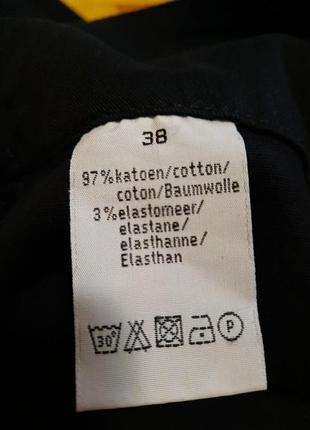 38
97%katoen/cotton/
coton/Baumwolle
3%elastomeer/
elastane/
elasthanne/
Elasthan
30° P